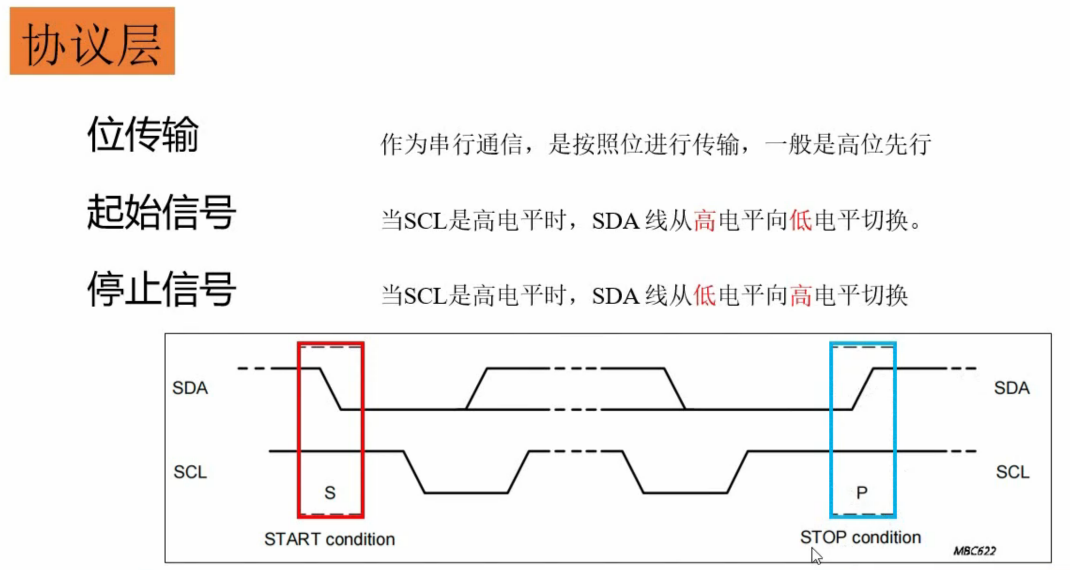 协议层
位传输 作为串行通信，是按照位进行传输，一般是高位先行
起始信号 当SCL是高电平时，SDA 线从高电平向低电平切换。
停止信号 当SCL是高电平时，SDA 线从低电平向高电平切换
SDA SDA
SCL SCL
S P
START condition STOP condition
MBC622